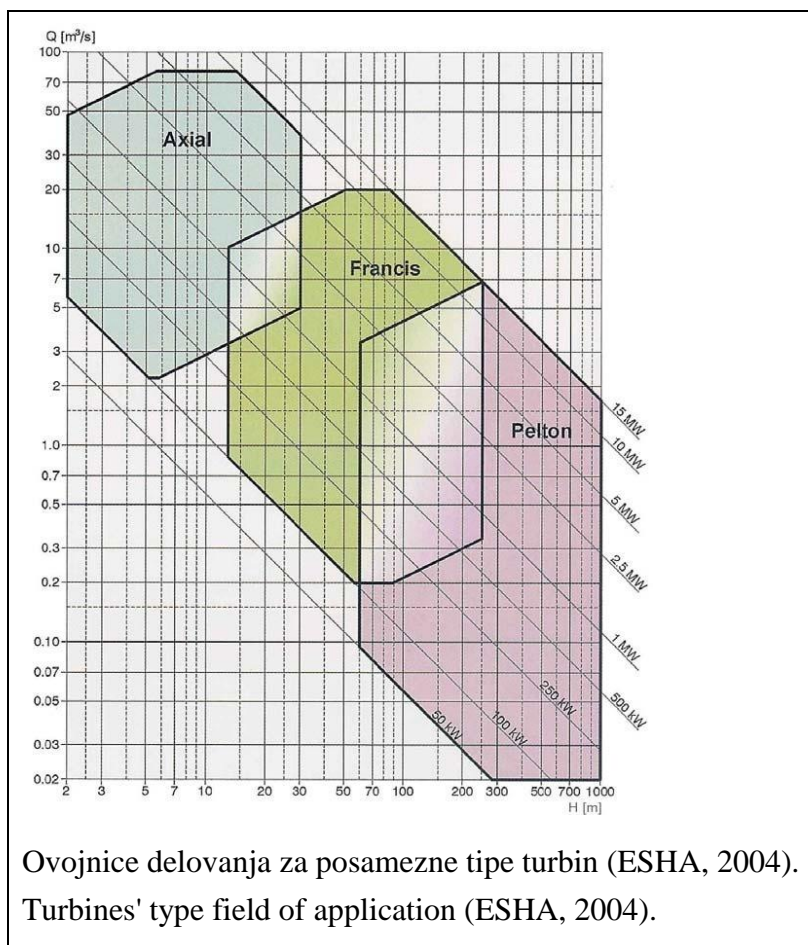 Q [m³/s]
100
70
50
30
20
10
7
5
3
2
1.0
0.7
0.5
0.3
0.2
0.10
0.07
0.05
0.03
0.02
Axial
Francis
Pelton
15 MW
10 MW
5 MW
2.5 MW
1 MW
500 kW
250 kW
100 kW
50 kW
2 3 5 7 10 20 30 50 70 100 200 300 500 700 1000
H [m]
Ovojnice delovanja za posamezne tipe turbin (ESHA, 2004).
Turbines' type field of application (ESHA, 2004).